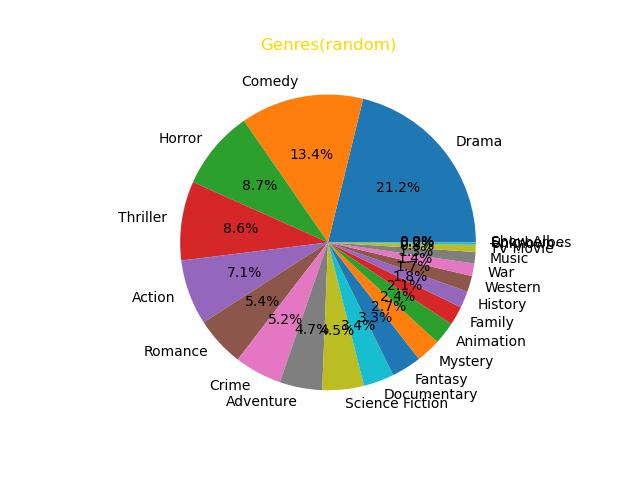 Genres(random)
Comedy
Drama
Horror
Thriller
Action
Romance
Crime
Adventure
Science Fiction
Documentary
Fantasy
Mystery
Animation
Family
History
Western
War
Music
TV Movie
21.2%
13.4%
8.7%
8.6%
7.1%
5.4%
5.2%
4.7%
4.5%
3.4%
3.3%
2.7%
2.4%
2.1%
1.8%
1.7%
1.4%
1.3%